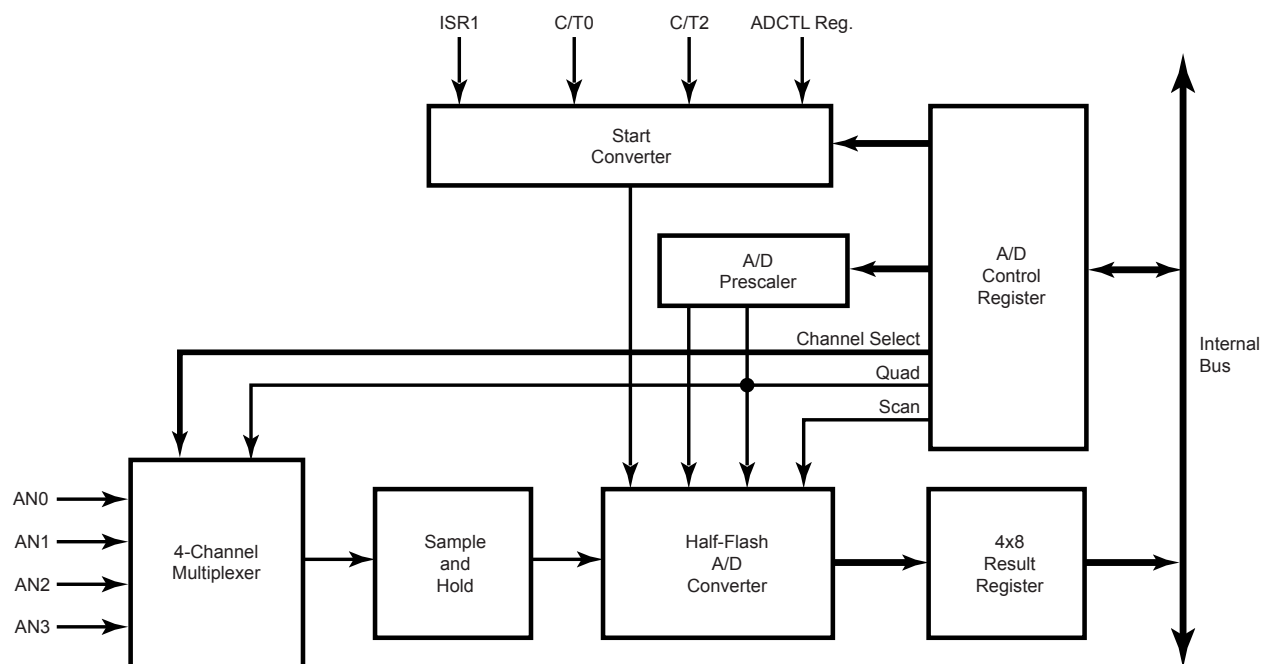 ISR1
C/T0
C/T2
ADCTL Reg.
Start
Converter
A/D
Prescaler
A/D
Control
Register
Channel Select
Quad
Scan
Internal
Bus
AN0
AN1
AN2
AN3
4-Channel
Multiplexer
Sample
and
Hold
Half-Flash
A/D
Converter
4x8
Result
Register